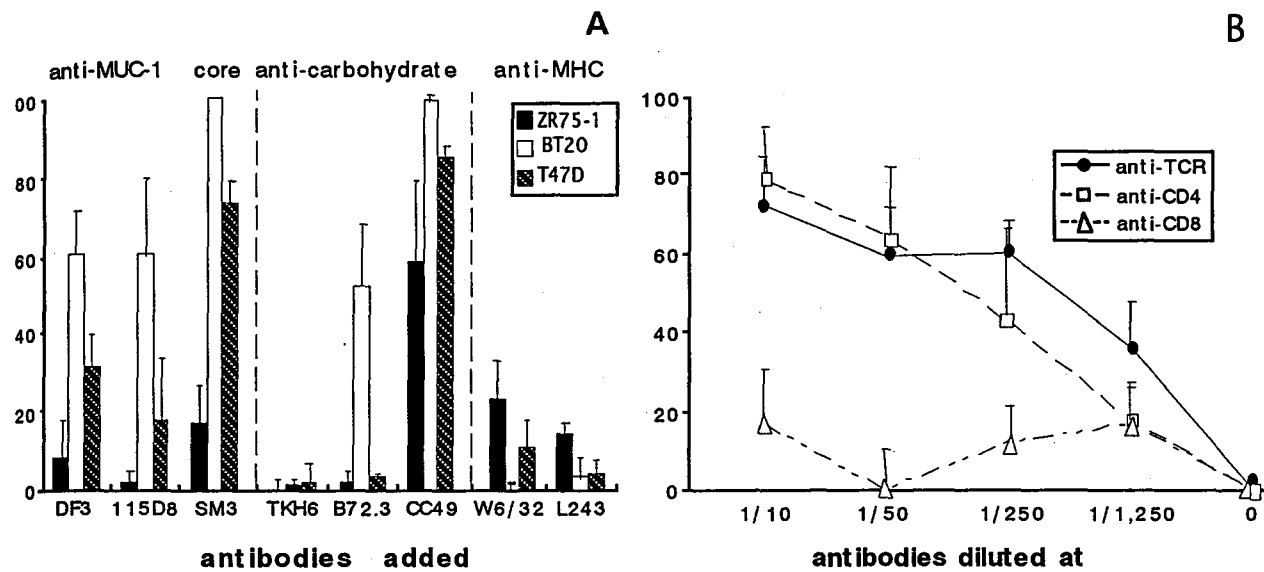 A
anti-MUC-1 core anti-carbohydrate anti-MHC
00
80
60
40
20
0
ZR75-1
BT20
T47D
DF3 115D8 SM3 TKH6 B72.3 CC49 W6/32 L243
antibodies added
B
100
80
60
40
20
0
anti-TCR
anti-CD4
anti-CD8
1/10 1/50 1/250 1/1,250 0
antibodies diluted at